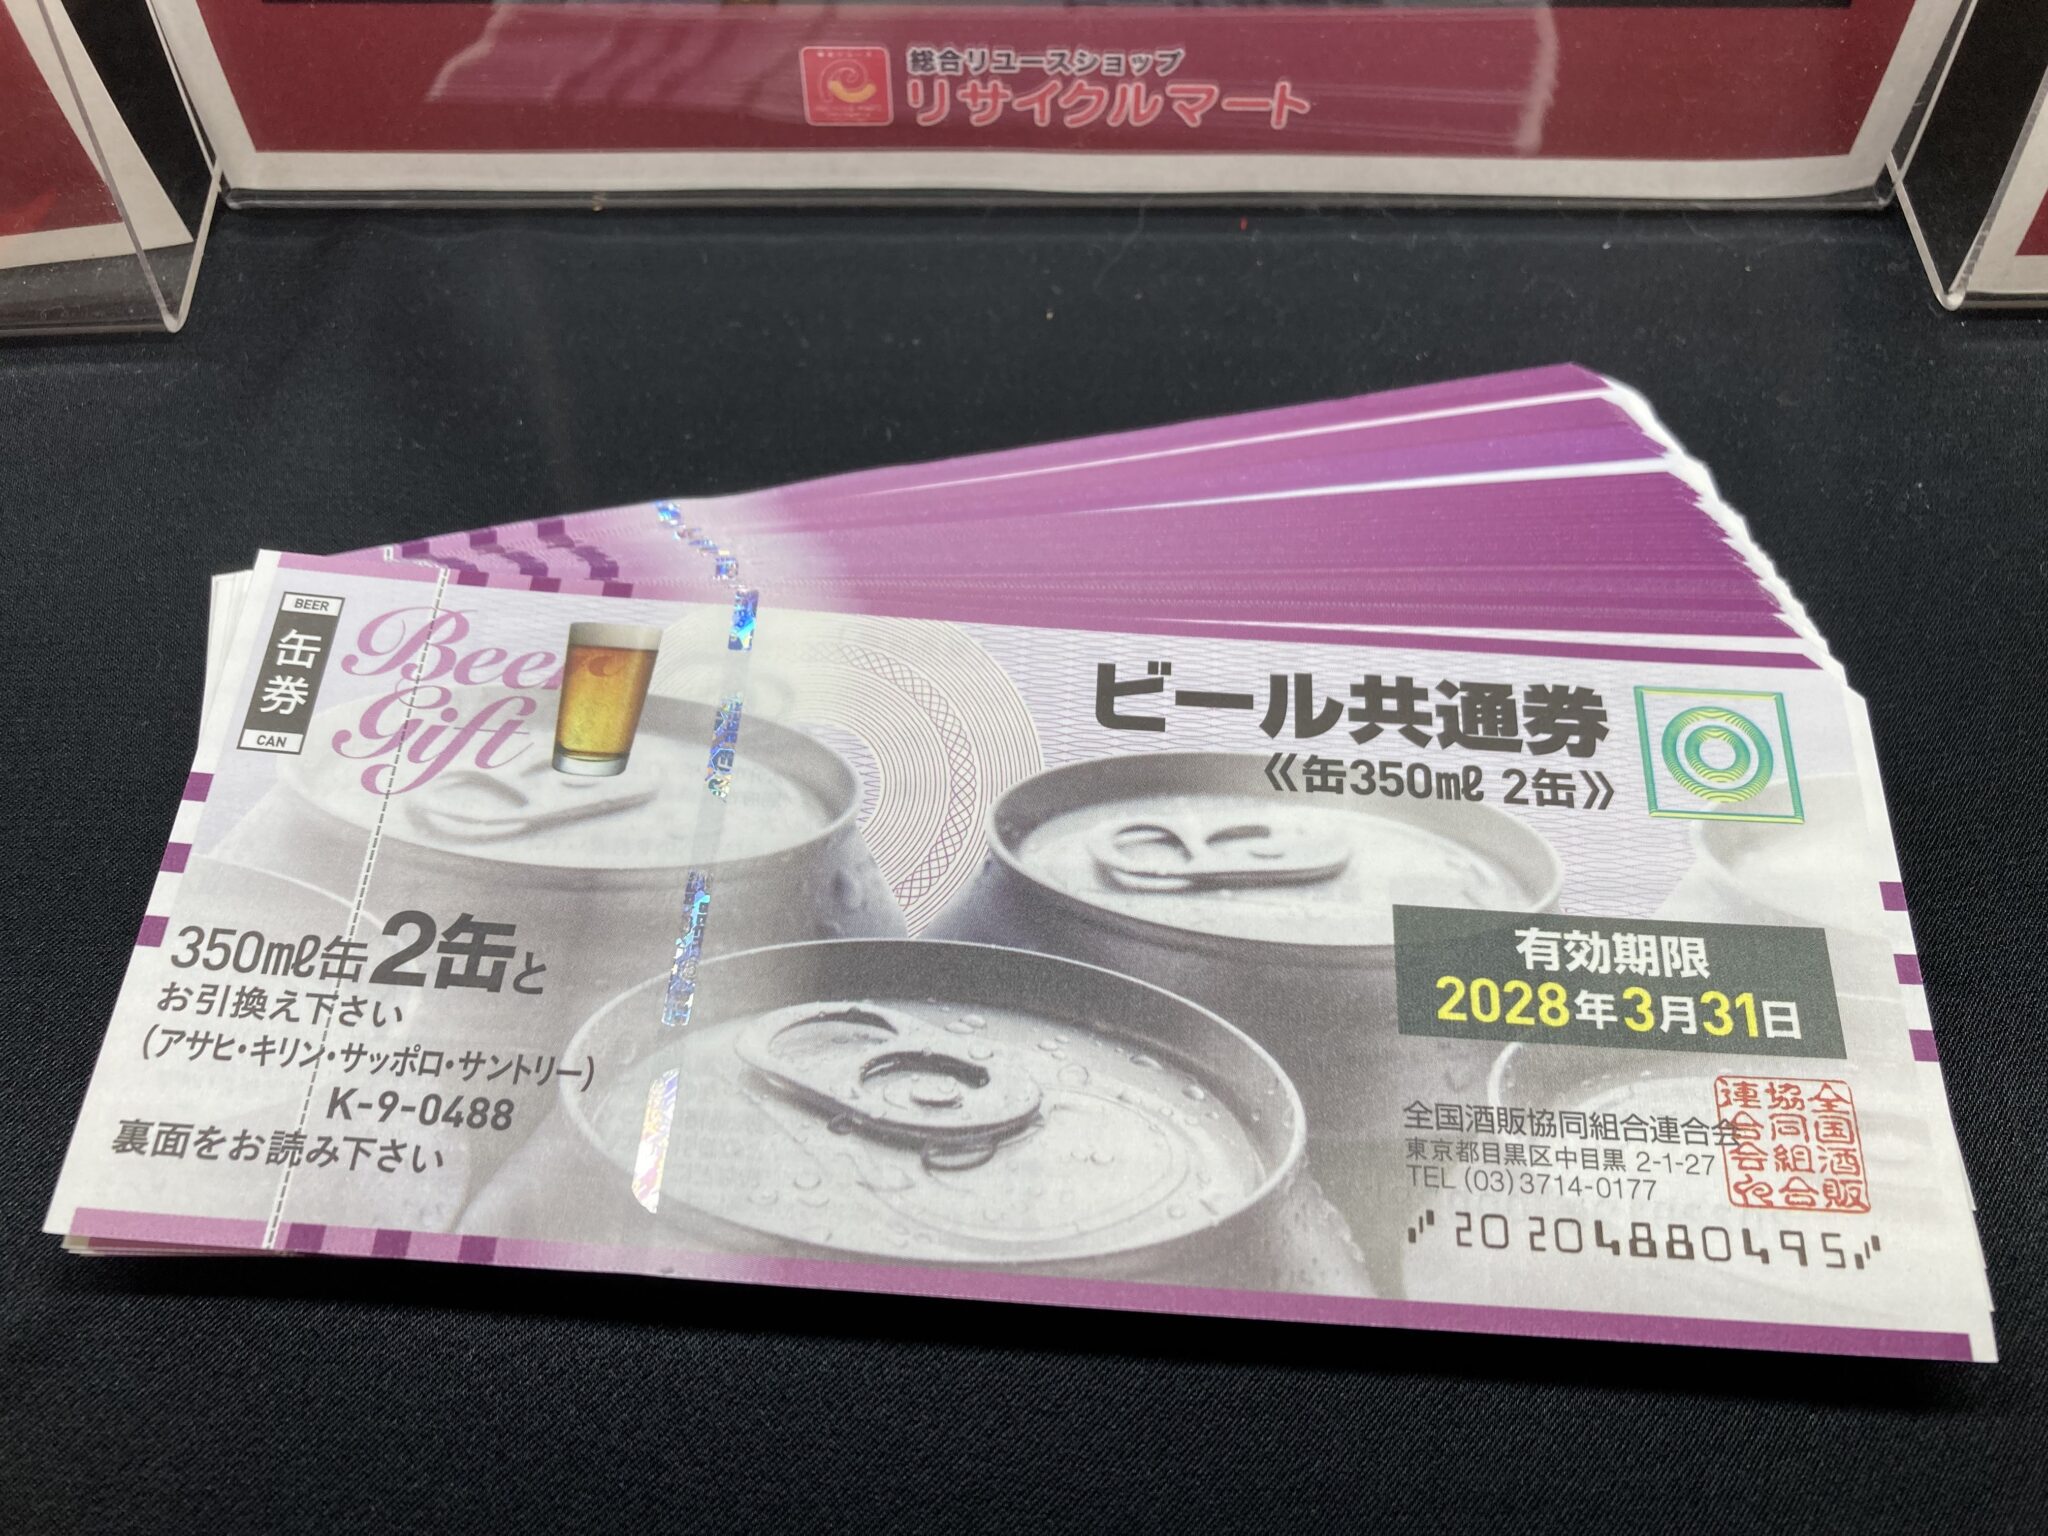 総合リユースショップ
リサイクルマート
BEER
缶券
CAN
Beer
Gift
ビール共通券
《缶350mℓ 2缶》
350mℓ缶2缶と
お引換え下さい
(アサヒ・キリン・サッポロ・サントリー)
K-9-0488
裏面をお読み下さい
有効期限
2028年3月31日
全国酒販協同組合連合会
東京都目黒区中目黒 2-1-27
TEL (03) 3714-0177
全国酒販
協同組合
連合会
20204880495